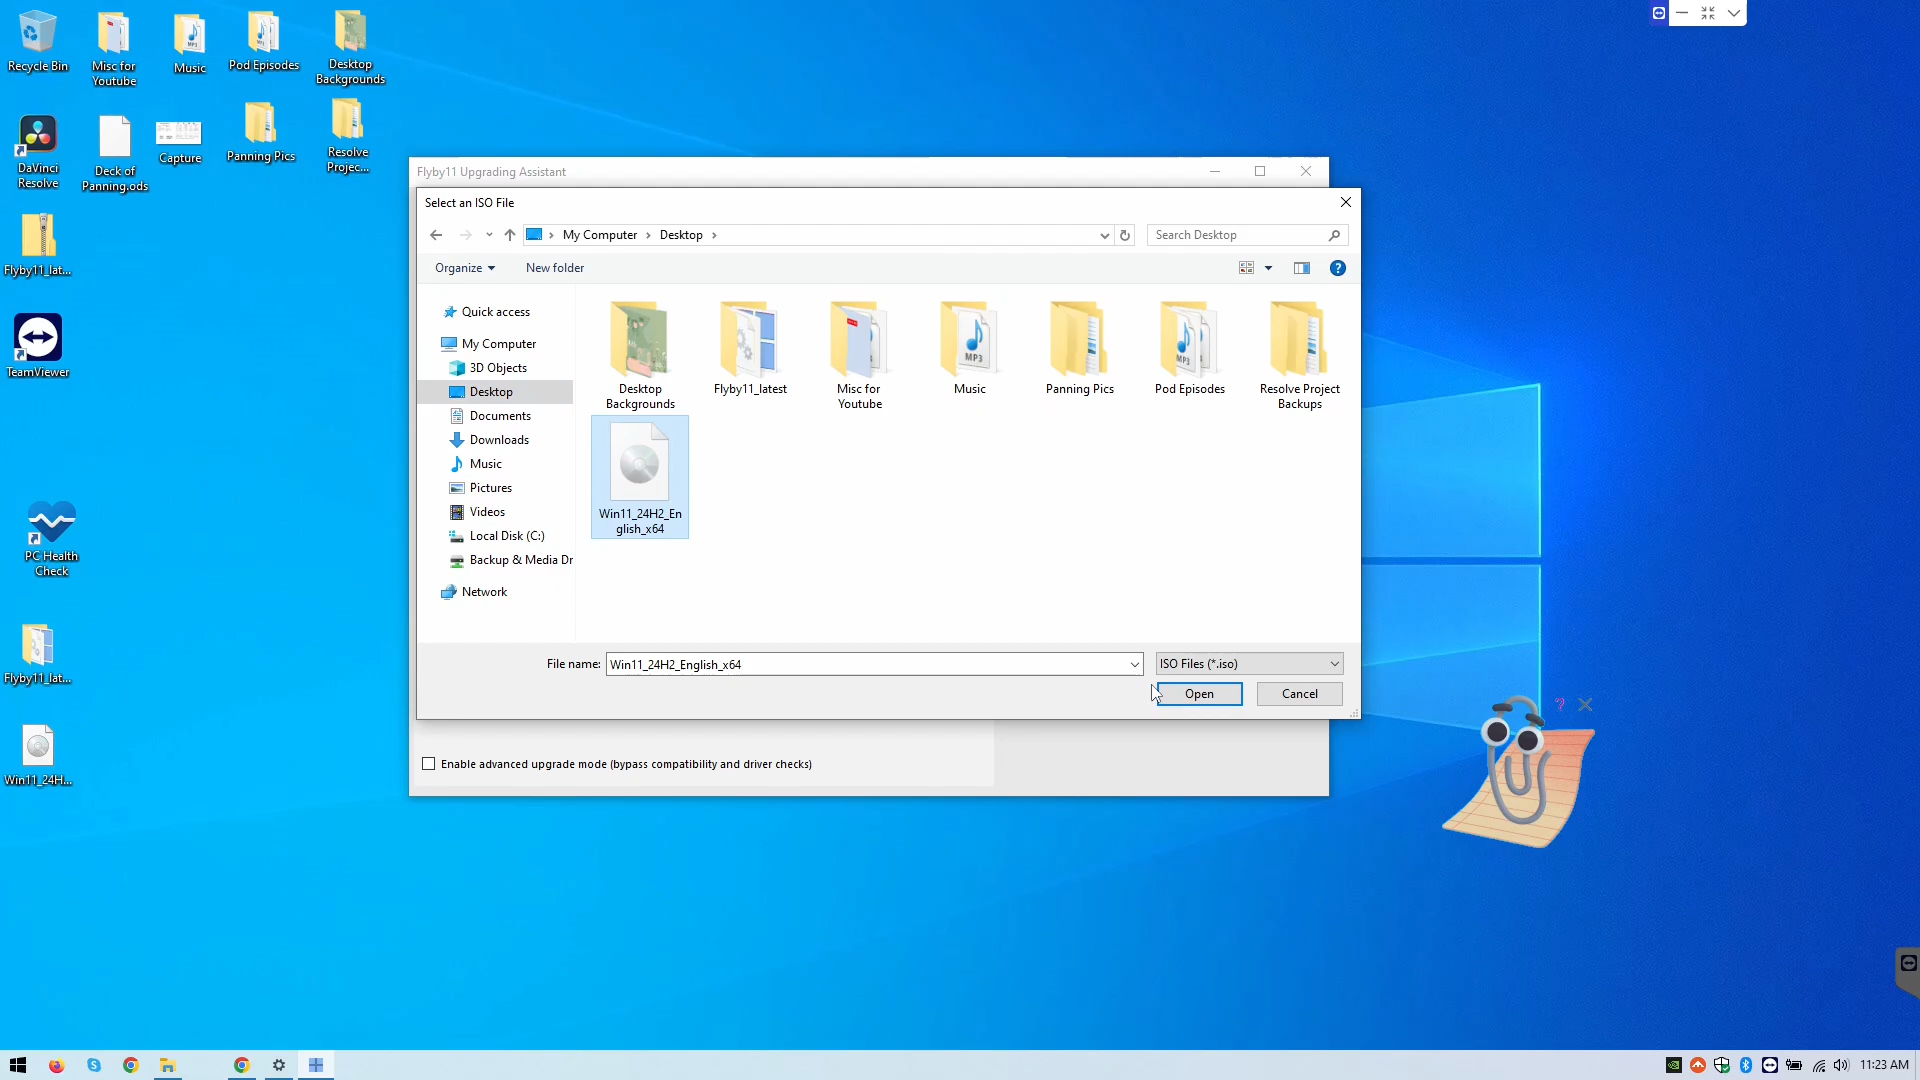 Recycle Bin
Misc for
Youtube
Music
Pod Episodes
Desktop
Backgrounds
DaVinci
Resolve
Deck of
Panning.ods
Capture
Panning Pics
Resolve
Projec...
Flyby11_lat...
TeamViewer
PC Health
Check
Flyby11_lat...
Win11_24H...
Flyby11 Upgrading Assistant
Select an ISO File
My Computer
Desktop
Search Desktop
Organize
New folder
?
Quick access
My Computer
3D Objects
Desktop
Documents
Downloads
Music
Pictures
Videos
Local Disk (C:)
Backup & Media Dr
Network
Desktop
Backgrounds
Flyby11_latest
Misc for
Youtube
MP3
Music
Panning Pics
Pod Episodes
Resolve Project
Backups
Win11_24H2_En
glish_x64
File name:
Win11_24H2_English_x64
ISO Files (*.iso)
Open
Cancel
Enable advanced upgrade mode (bypass compatibility and driver checks)
?
11:23 AM